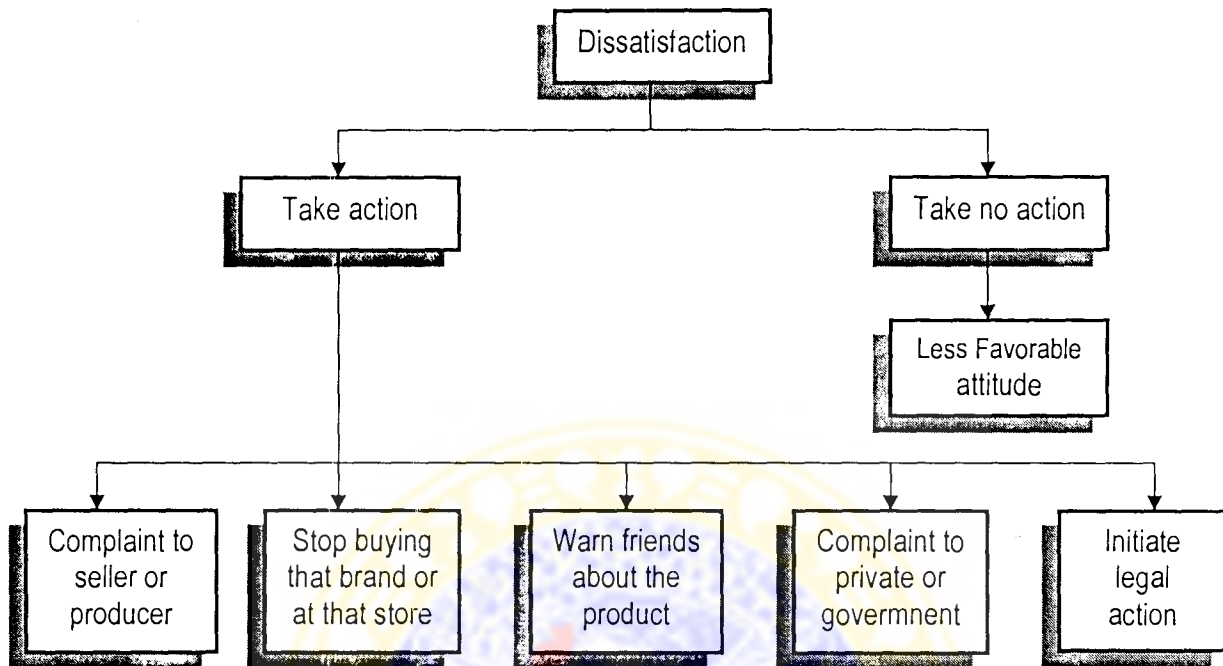 Dissatisfaction
Take action
Take no action
Less Favorable
attitude
Complaint to
seller or
producer
Stop buying
that brand or
at that store
Warn friends
about the
product
Complaint to
private or
govermnent
Initiate
legal
action